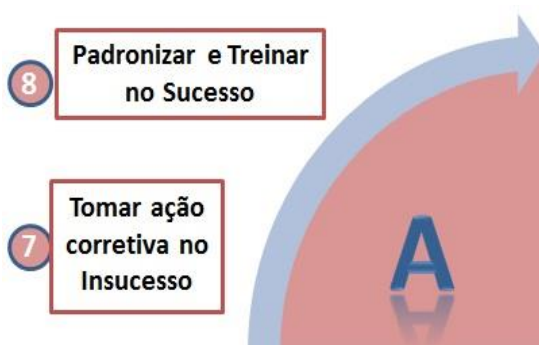 8
Padronizar e Treinar
no Sucesso
7
Tomar ação
corretiva no
Insucesso
A